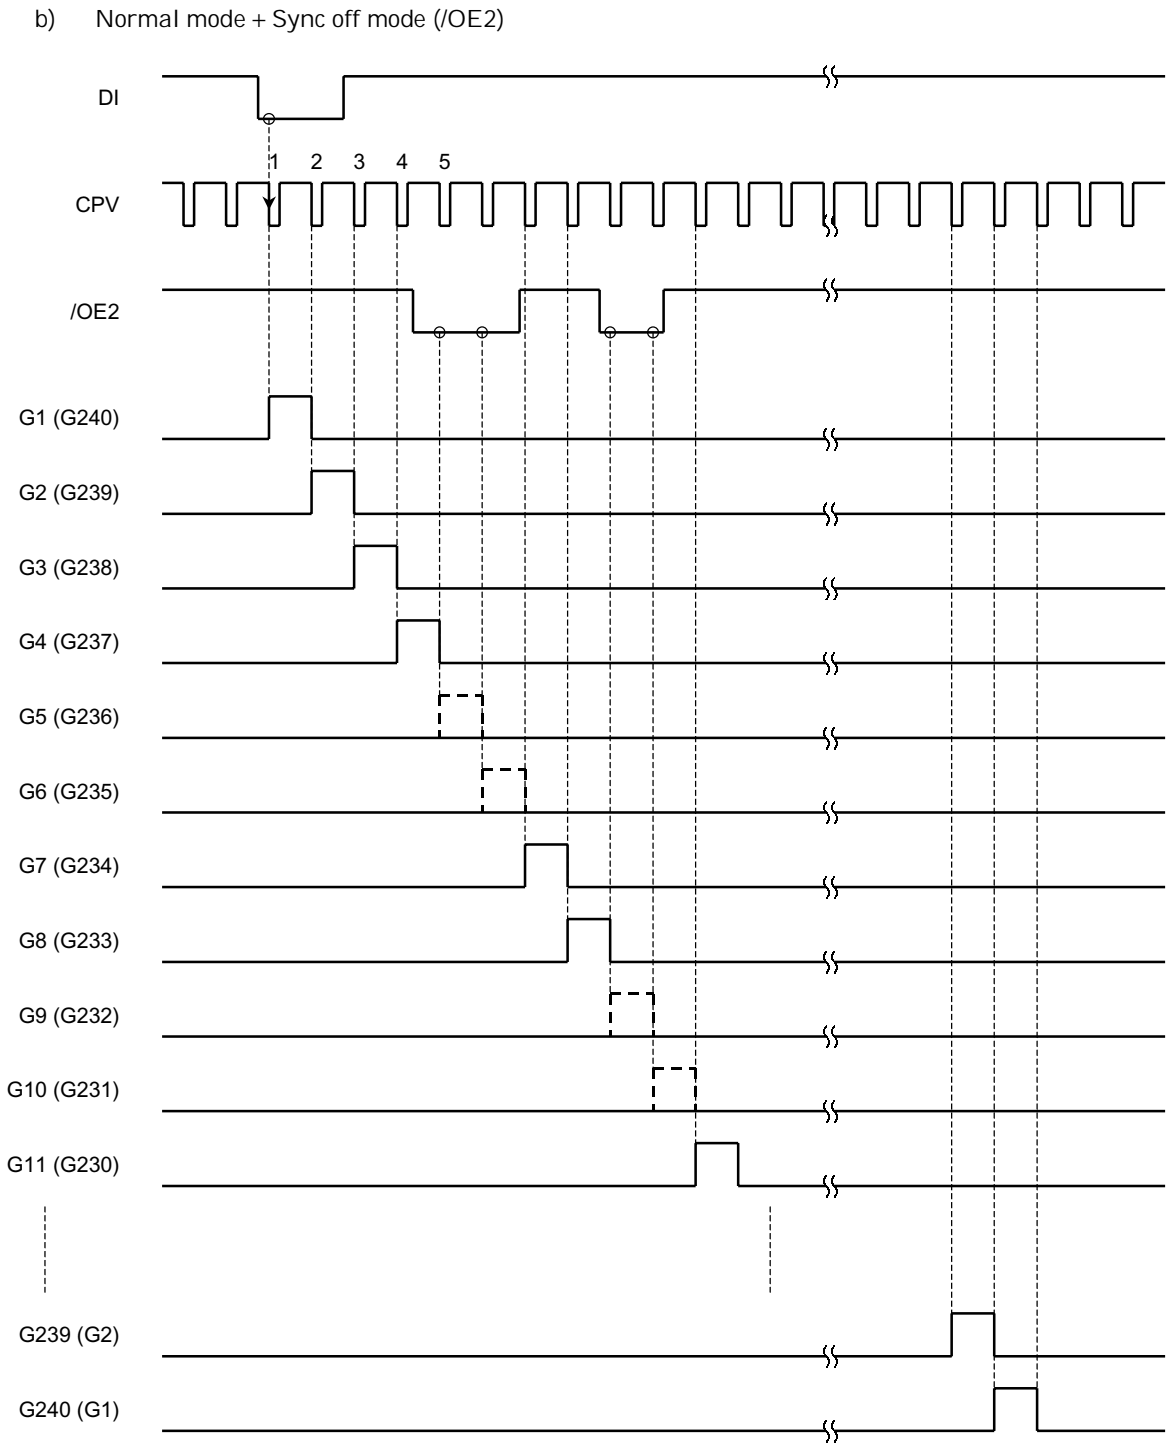 b) Normal mode + Sync off mode (/OE2)
DI
1 2 3 4 5
CPV
/OE2
G1 (G240)
G2 (G239)
G3 (G238)
G4 (G237)
G5 (G236)
G6 (G235)
G7 (G234)
G8 (G233)
G9 (G232)
G10 (G231)
G11 (G230)
G239 (G2)
G240 (G1)